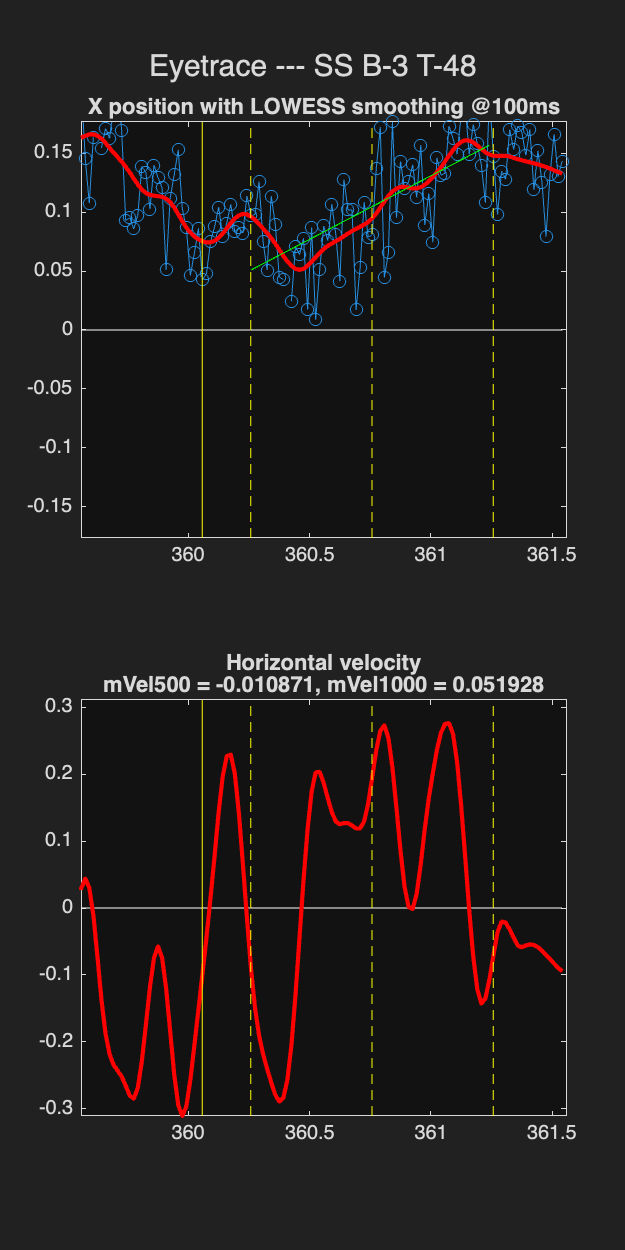 Eyetrace --- SS B-3 T-48
X position with LOWESS smoothing @100ms
0.15
0.1
0.05
0
-0.05
-0.1
-0.15
360 360.5 361 361.5
Horizontal velocity
mVel500 = -0.010871, mVel1000 = 0.051928
0.3
0.2
0.1
0
-0.1
-0.2
-0.3
360 360.5 361 361.5